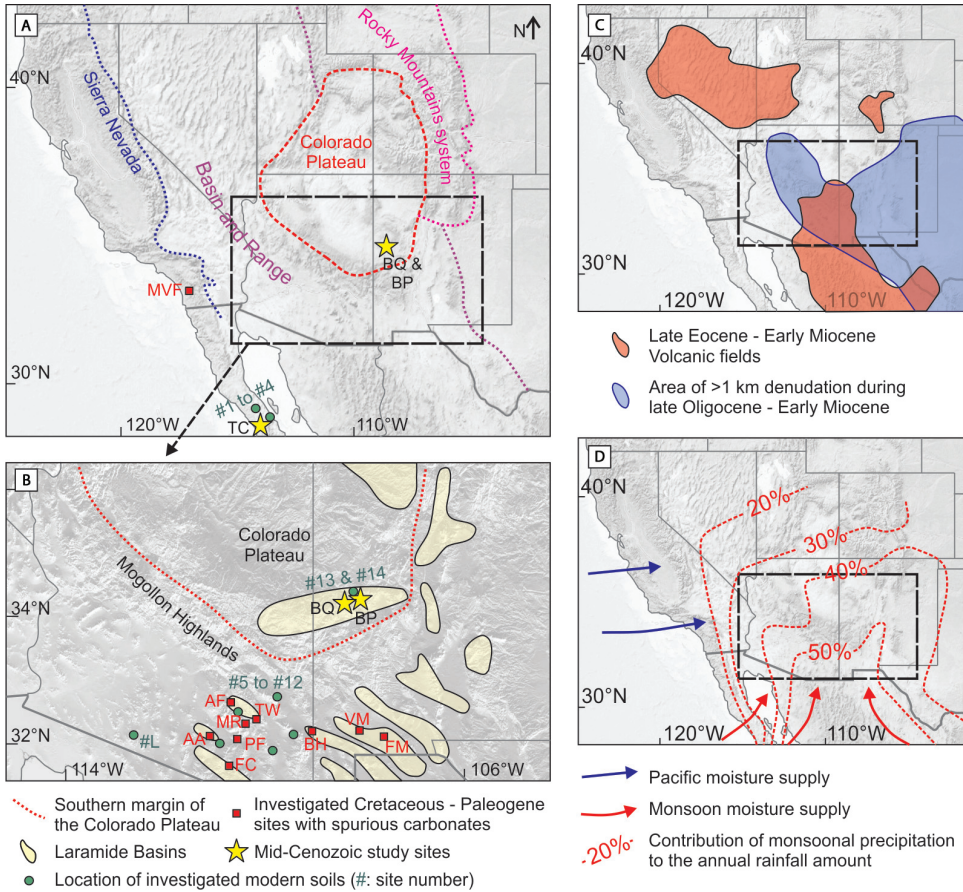 A
N
40°N
Rocky Mountains system
Sierra Nevada
Colorado
Plateau
Basin and Range
BQ &
BP
MVF
30°N
#1 to #4
TC
120°W
110°W
B
Colorado
Plateau
#13 & #14
Mogollon Highlands
BQ
BP
34°N
#5 to #12
AF
TW
MR
VM
AA
PF
BH
FM
#L
32°N
FC
114°W
106°W
Southern margin of
the Colorado Plateau
Investigated Cretaceous - Paleogene
sites with spurious carbonates
Laramide Basins
Mid-Cenozoic study sites
Location of investigated modern soils (#: site number)
C
40°N
30°N
120°W
110°W
Late Eocene - Early Miocene
Volcanic fields
Area of >1 km denudation during
late Oligocene - Early Miocene
D
40°N
20%
30%
40%
50%
30°N
120°W
110°W
Pacific moisture supply
Monsoon moisture supply
-20%-
Contribution of monsoonal precipitation
to the annual rainfall amount